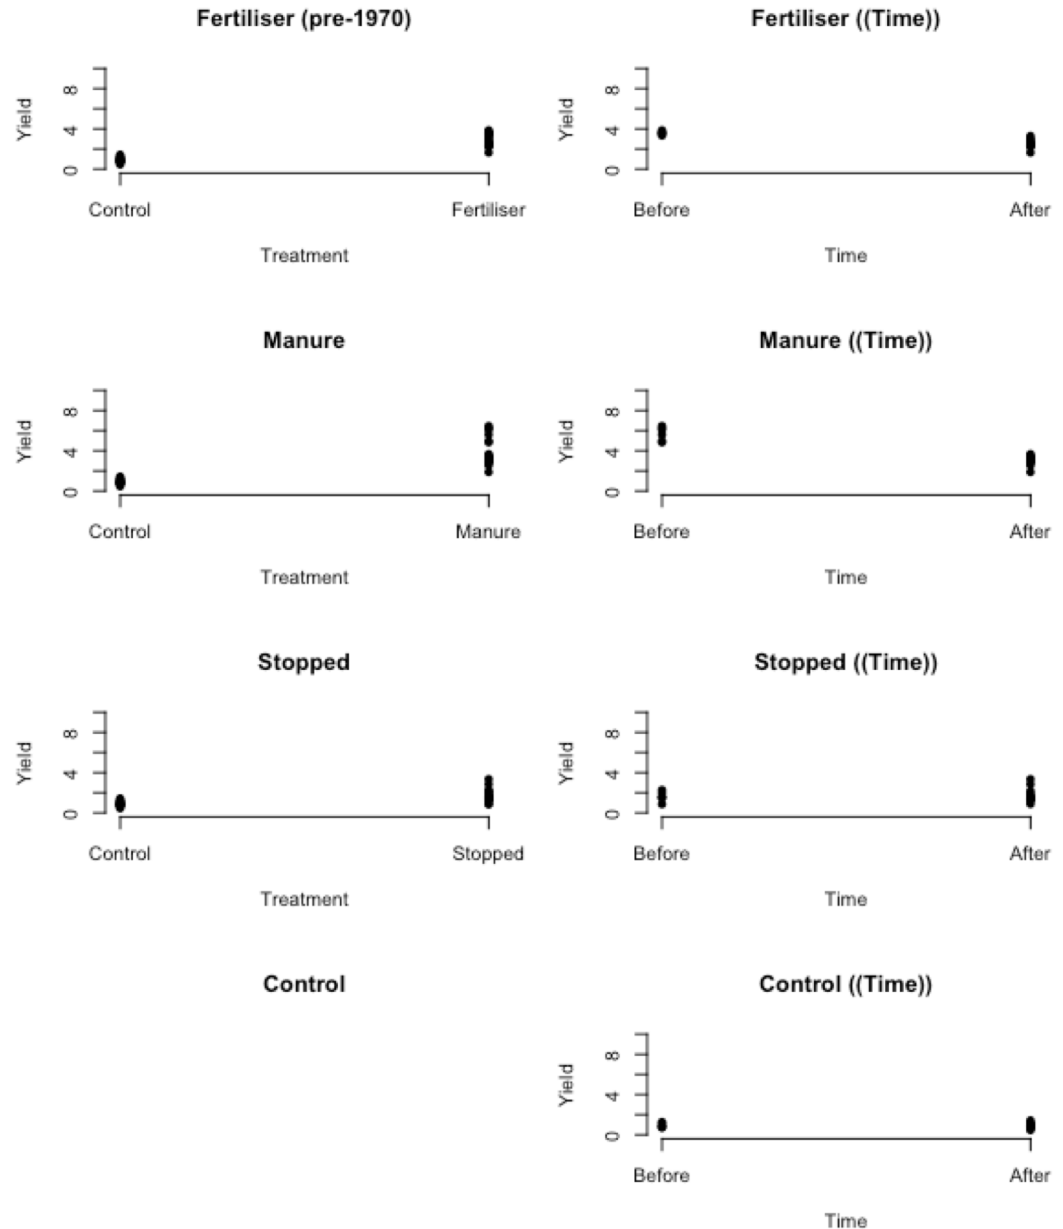 Fertiliser (pre-1970)
Yield
0 4 8
Control Fertiliser
Treatment
Fertiliser ((Time))
Yield
0 4 8
Before After
Time
Manure
Yield
0 4 8
Control Manure
Treatment
Manure ((Time))
Yield
0 4 8
Before After
Time
Stopped
Yield
0 4 8
Control Stopped
Treatment
Stopped ((Time))
Yield
0 4 8
Before After
Time
Control
Control ((Time))
Yield
0 4 8
Before After
Time